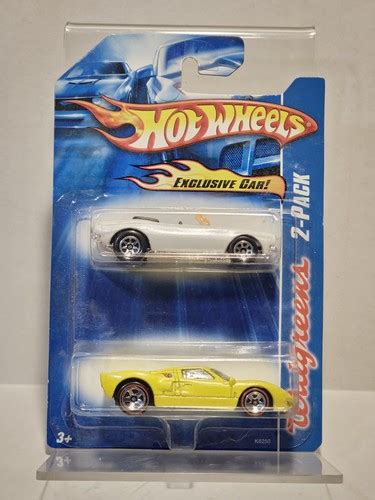 HOT WHEELS
EXCLUSIVE CAR!
Walgreens 2-PACK
3+